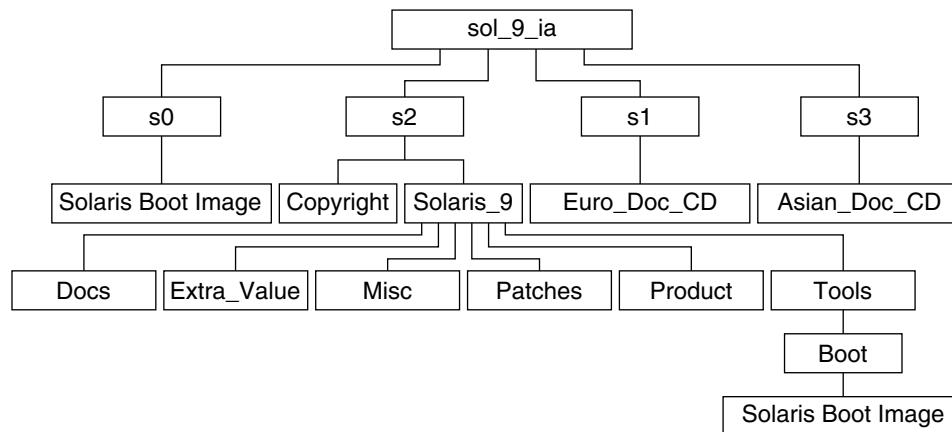 sol_9_ia
s0
s2
s1
s3
Solaris Boot Image
Copyright
Solaris_9
Euro_Doc_CD
Asian_Doc_CD
Docs
Extra_Value
Misc
Patches
Product
Tools
Boot
Solaris Boot Image